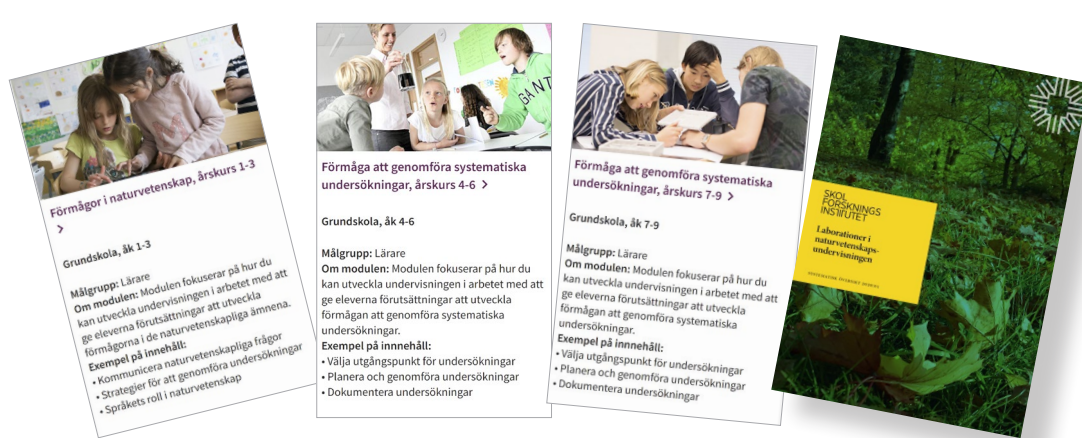 Förmågor i naturvetenskap, årskurs 1-3
>
Grundskola, åk 1-3
Målgrupp: Lärare
Om modulen: Modulen fokuserar på hur du
kan utveckla undervisningen i arbetet med att
ge eleverna förutsättningar att utveckla
förmågorna i de naturvetenskapliga ämnena.
Exempel på innnehåll:
• Kommunicera naturvetenskapliga frågor
• Strategier för att genomföra undersökningar
• Språkets roll i naturvetenskap
GANT
Förmåga att genomföra systematiska
undersökningar, årskurs 4-6 >
Grundskola, åk 4-6
Målgrupp: Lärare
Om modulen: Modulen fokuserar på hur du
kan utveckla undervisningen i arbetet med att
ge eleverna förutsättningar att utveckla
förmågan att genomföra systematiska
undersökningar.
Exempel på innnehåll:
• Välja utgångspunkt för undersökningar
• Planera och genomföra undersökningar
• Dokumentera undersökningar
Förmåga att genomföra systematiska
undersökningar, årskurs 7-9 >
Grundskola, åk 7-9
Målgrupp: Lärare
Om modulen: Modulen fokuserar på hur du
kan utveckla undervisningen i arbetet med att
ge eleverna förutsättningar att utveckla
förmågan att genomföra systematiska
undersökningar.
Exempel på innnehåll:
• Välja utgångspunkt för undersökningar
• Planera och genomföra undersökningar
• Dokumentera undersökningar
SKOL
FORSKNINGS
INSTITUTET
Laborationer i
naturvetenskaps-
undervisningen